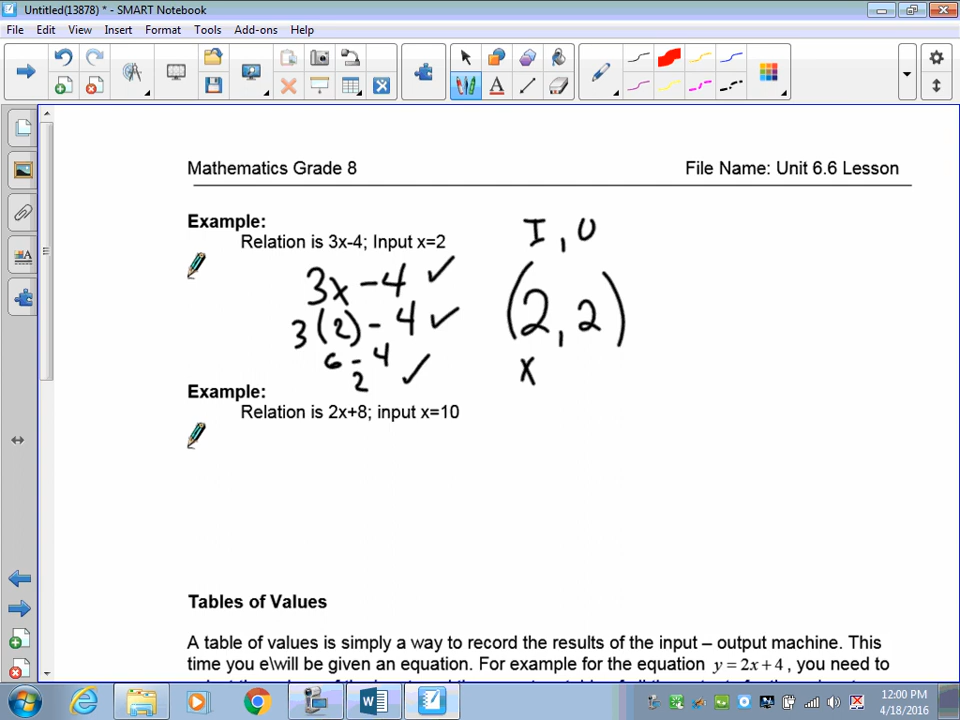 Untitled(13878) * - SMART Notebook
File Edit View Insert Format Tools Add-ons Help
Mathematics Grade 8 File Name: Unit 6.6 Lesson
Example:
Relation is 3x-4; Input x=2
I, O
3x - 4 ✓
(2, 2)
3(2) - 4 ✓
6 - 4
2 ✓
x
Example:
Relation is 2x+8; input x=10
Tables of Values
A table of values is simply a way to record the results of the input – output machine. This
time you e\will be given an equation. For example for the equation y = 2x + 4, you need to
12:00 PM
4/18/2016